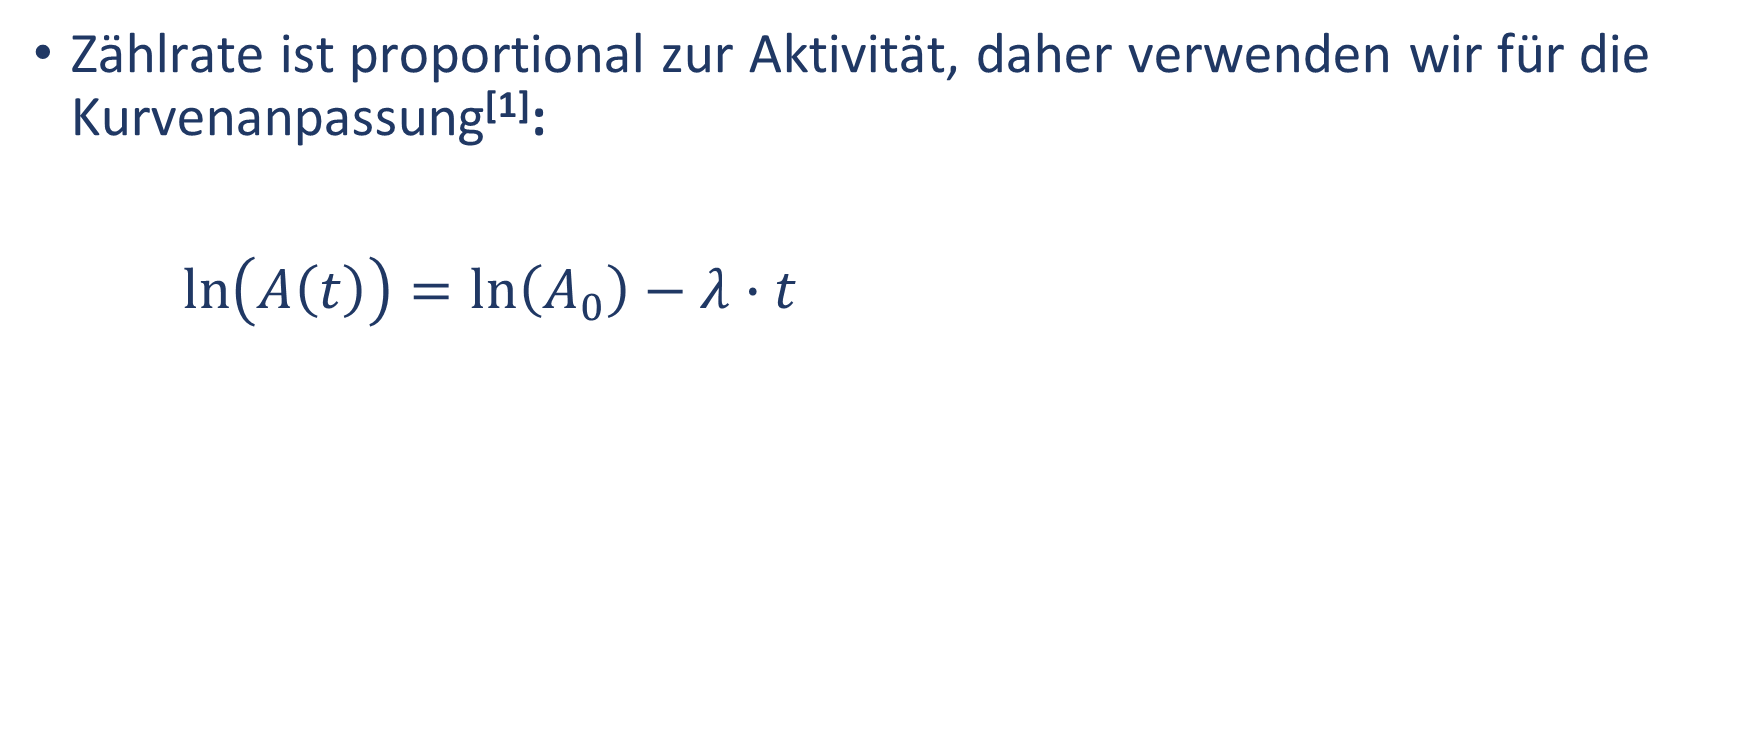 • Zählrate ist proportional zur Aktivität, daher verwenden wir für die
Kurvenanpassung[1]:
ln(A(t)) = ln(A₀) − λ · t